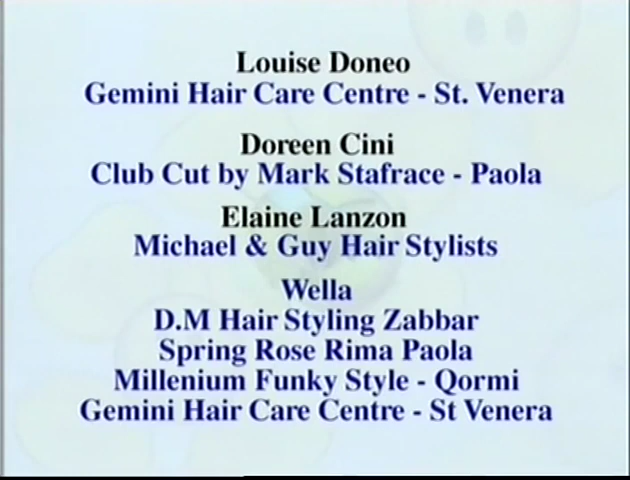 Louise Doneo
Gemini Hair Care Centre - St. Venera
Doreen Cini
Club Cut by Mark Stafrace - Paola
Elaine Lanzon
Michael & Guy Hair Stylists
Wella
D.M Hair Styling Zabbar
Spring Rose Rima Paola
Millenium Funky Style - Qormi
Gemini Hair Care Centre - St Venera